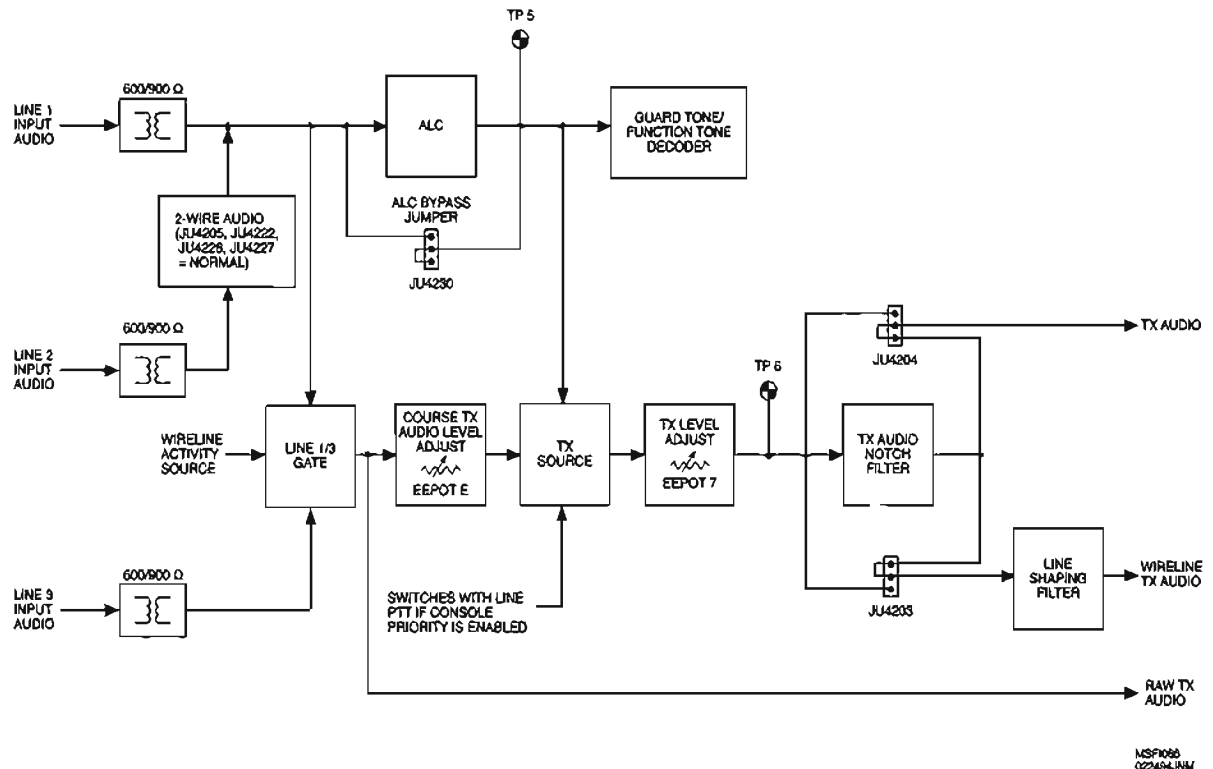 TP 5
600/900 Ω
LINE 1
INPUT
AUDIO
ALC
GUARD TONE/
FUNCTION TONE
DECODER
2-WIRE AUDIO
(JU4205, JU4222,
JU4226, JU4227
= NORMAL)
ALC BYPASS
JUMPER
JU4230
600/900 Ω
LINE 2
INPUT
AUDIO
TX AUDIO
JU4204
TP 6
WIRELINE
ACTIVITY
SOURCE
LINE 1/3
GATE
COURSE TX
AUDIO LEVEL
ADJUST
EEPOT E
TX
SOURCE
TX LEVEL
ADJUST
EEPOT 7
TX AUDIO
NOTCH
FILTER
600/900 Ω
LINE 3
INPUT
AUDIO
SWITCHES WITH LINE
PTT IF CONSOLE
PRIORITY IS ENABLED
JU4203
LINE
SHAPING
FILTER
WIRELINE
TX AUDIO
RAW TX
AUDIO